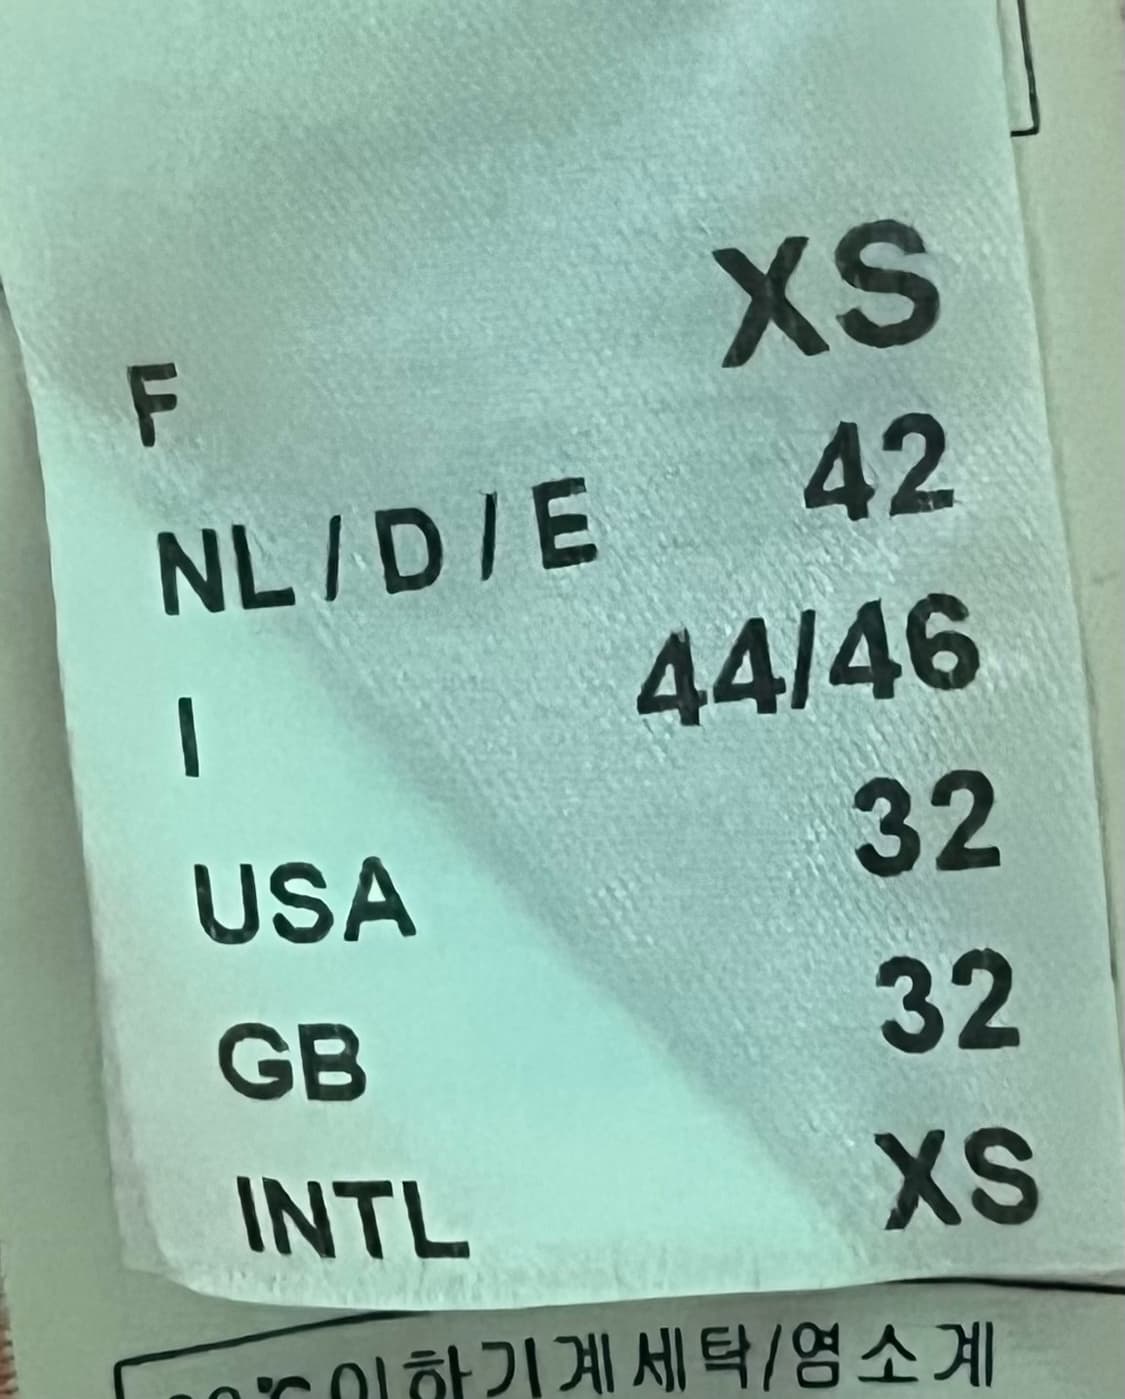 F XS
NL / D / E 42
I 44/46
USA 32
GB 32
INTL XS
이하기계세탁/염소계